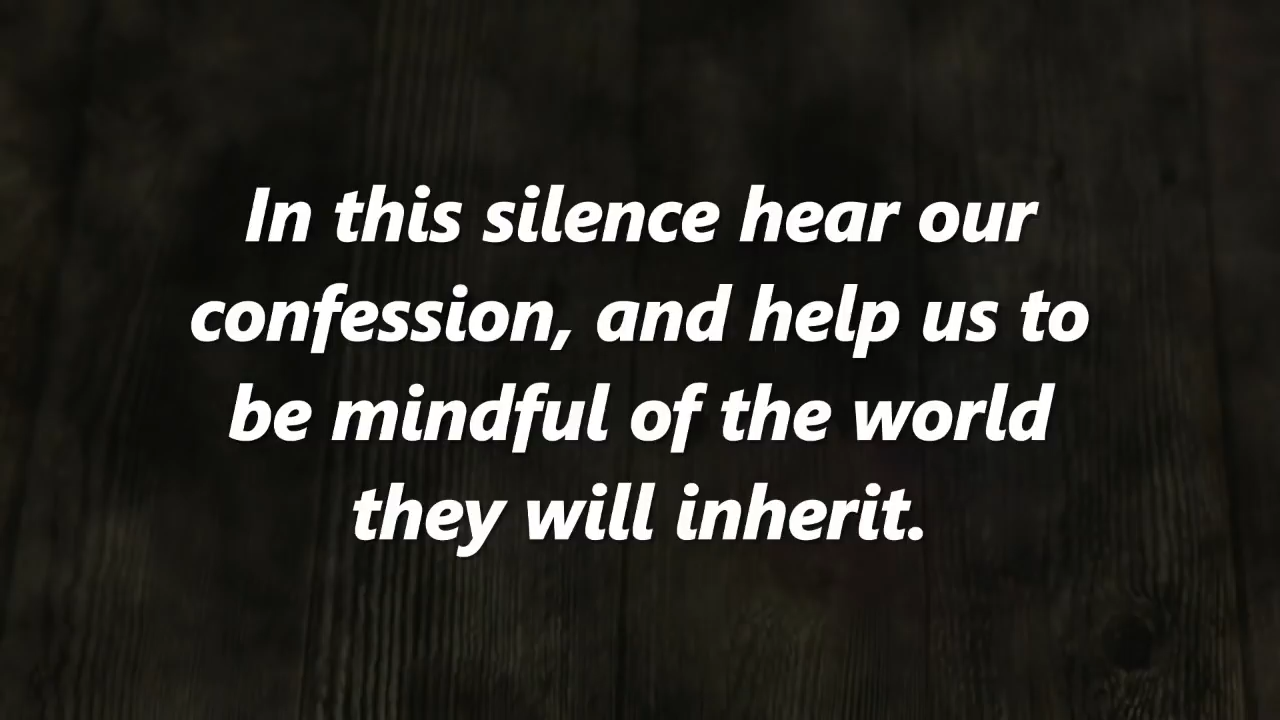 In this silence hear our
confession, and help us to
be mindful of the world
they will inherit.